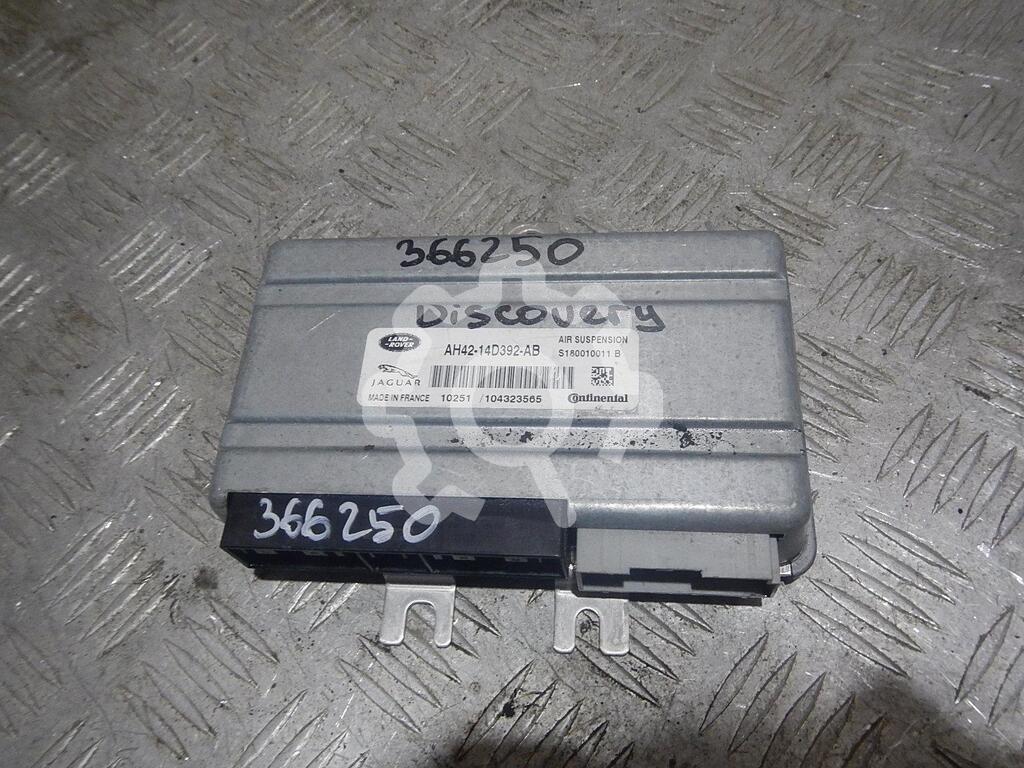 366250
Discovery
LAND-
-ROVER
AH42-14D392-AB
AIR SUSPENSION
S180010011 B
JAGUAR
MADE IN FRANCE 10251 / 104323565 Continental
366250